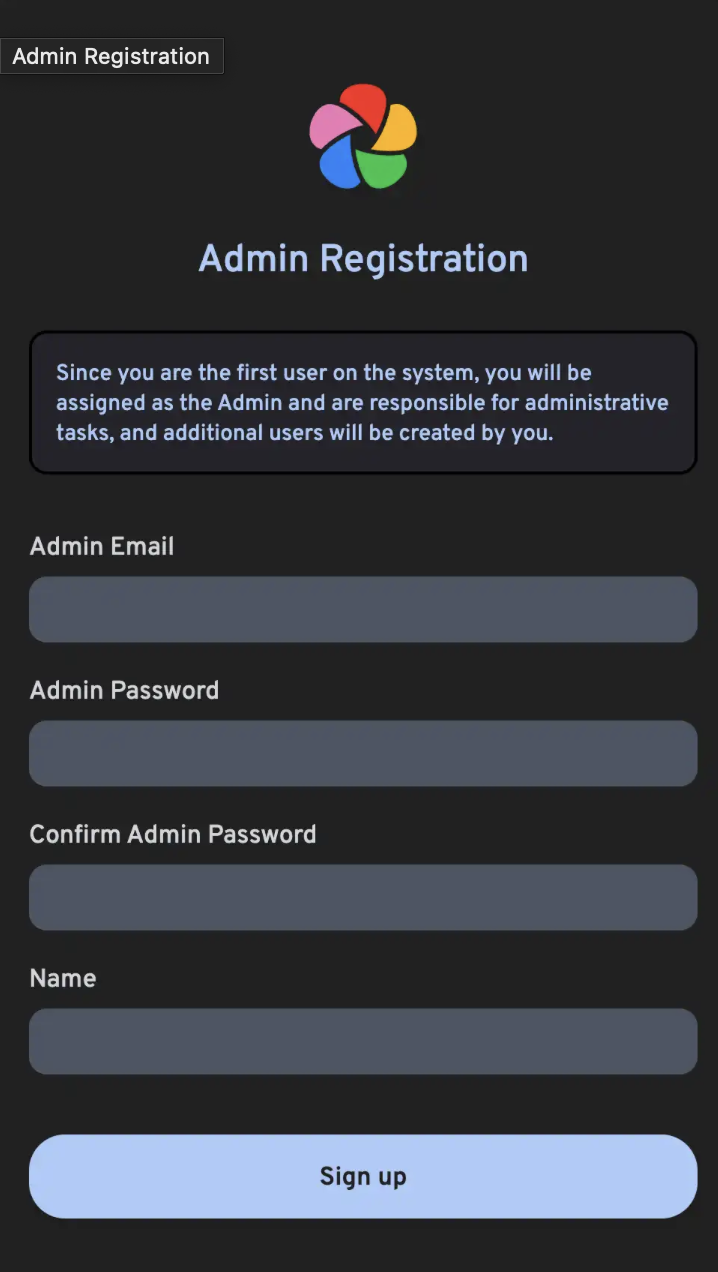 Admin Registration
Admin Registration
Since you are the first user on the system, you will be
assigned as the Admin and are responsible for administrative
tasks, and additional users will be created by you.
Admin Email
Admin Password
Confirm Admin Password
Name
Sign up